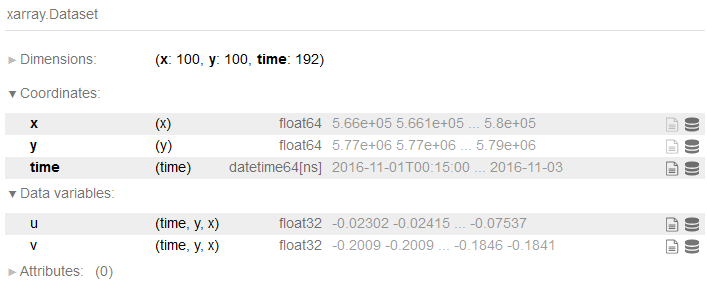 xarray.Dataset
► Dimensions: (x: 100, y: 100, time: 192)
▼ Coordinates:
x (x) float64 5.66e+05 5.661e+05 ... 5.8e+05
y (y) float64 5.77e+06 5.77e+06 ... 5.79e+06
time (time) datetime64[ns] 2016-11-01T00:15:00 ... 2016-11-03
▼ Data variables:
u (time, y, x) float32 -0.02302 -0.02415 ... -0.07537
v (time, y, x) float32 -0.2009 -0.2009 ... -0.1846 -0.1841
► Attributes: (0)